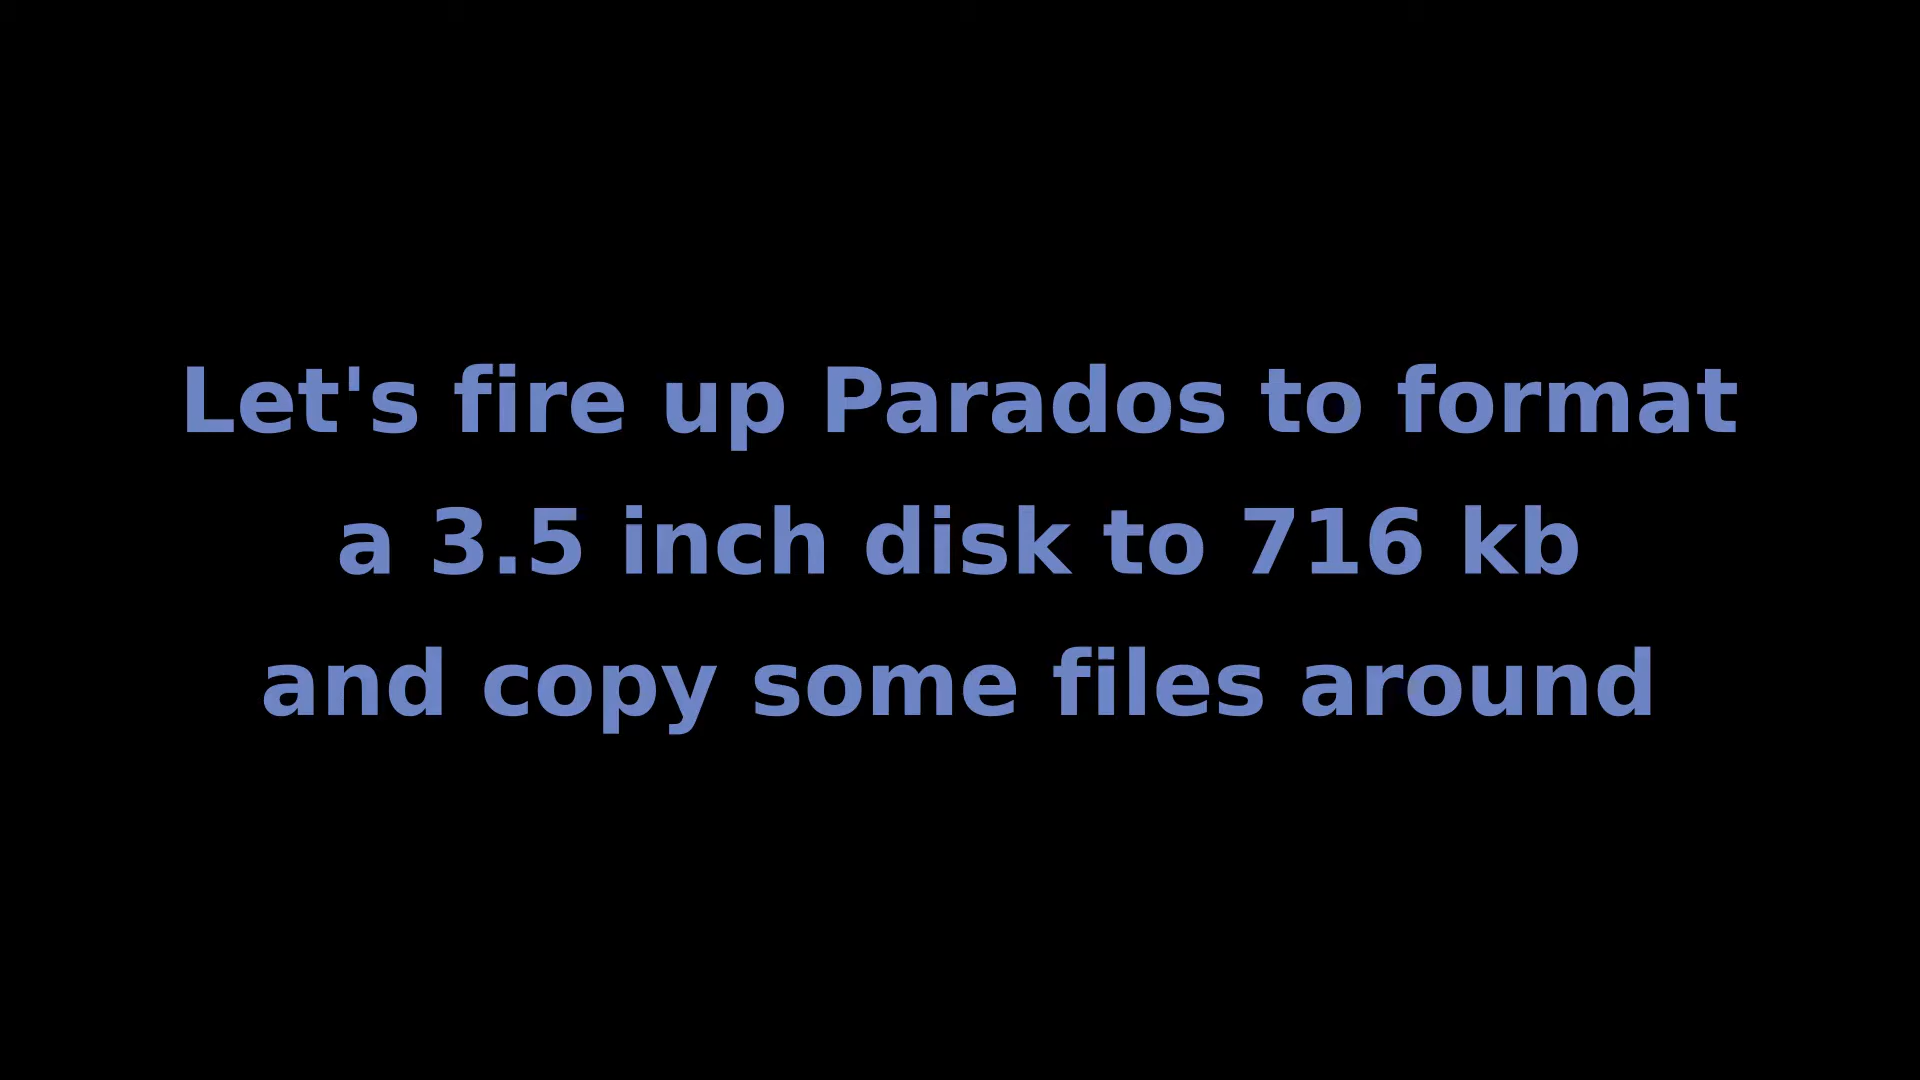 Let's fire up Parados to format
a 3.5 inch disk to 716 kb
and copy some files around